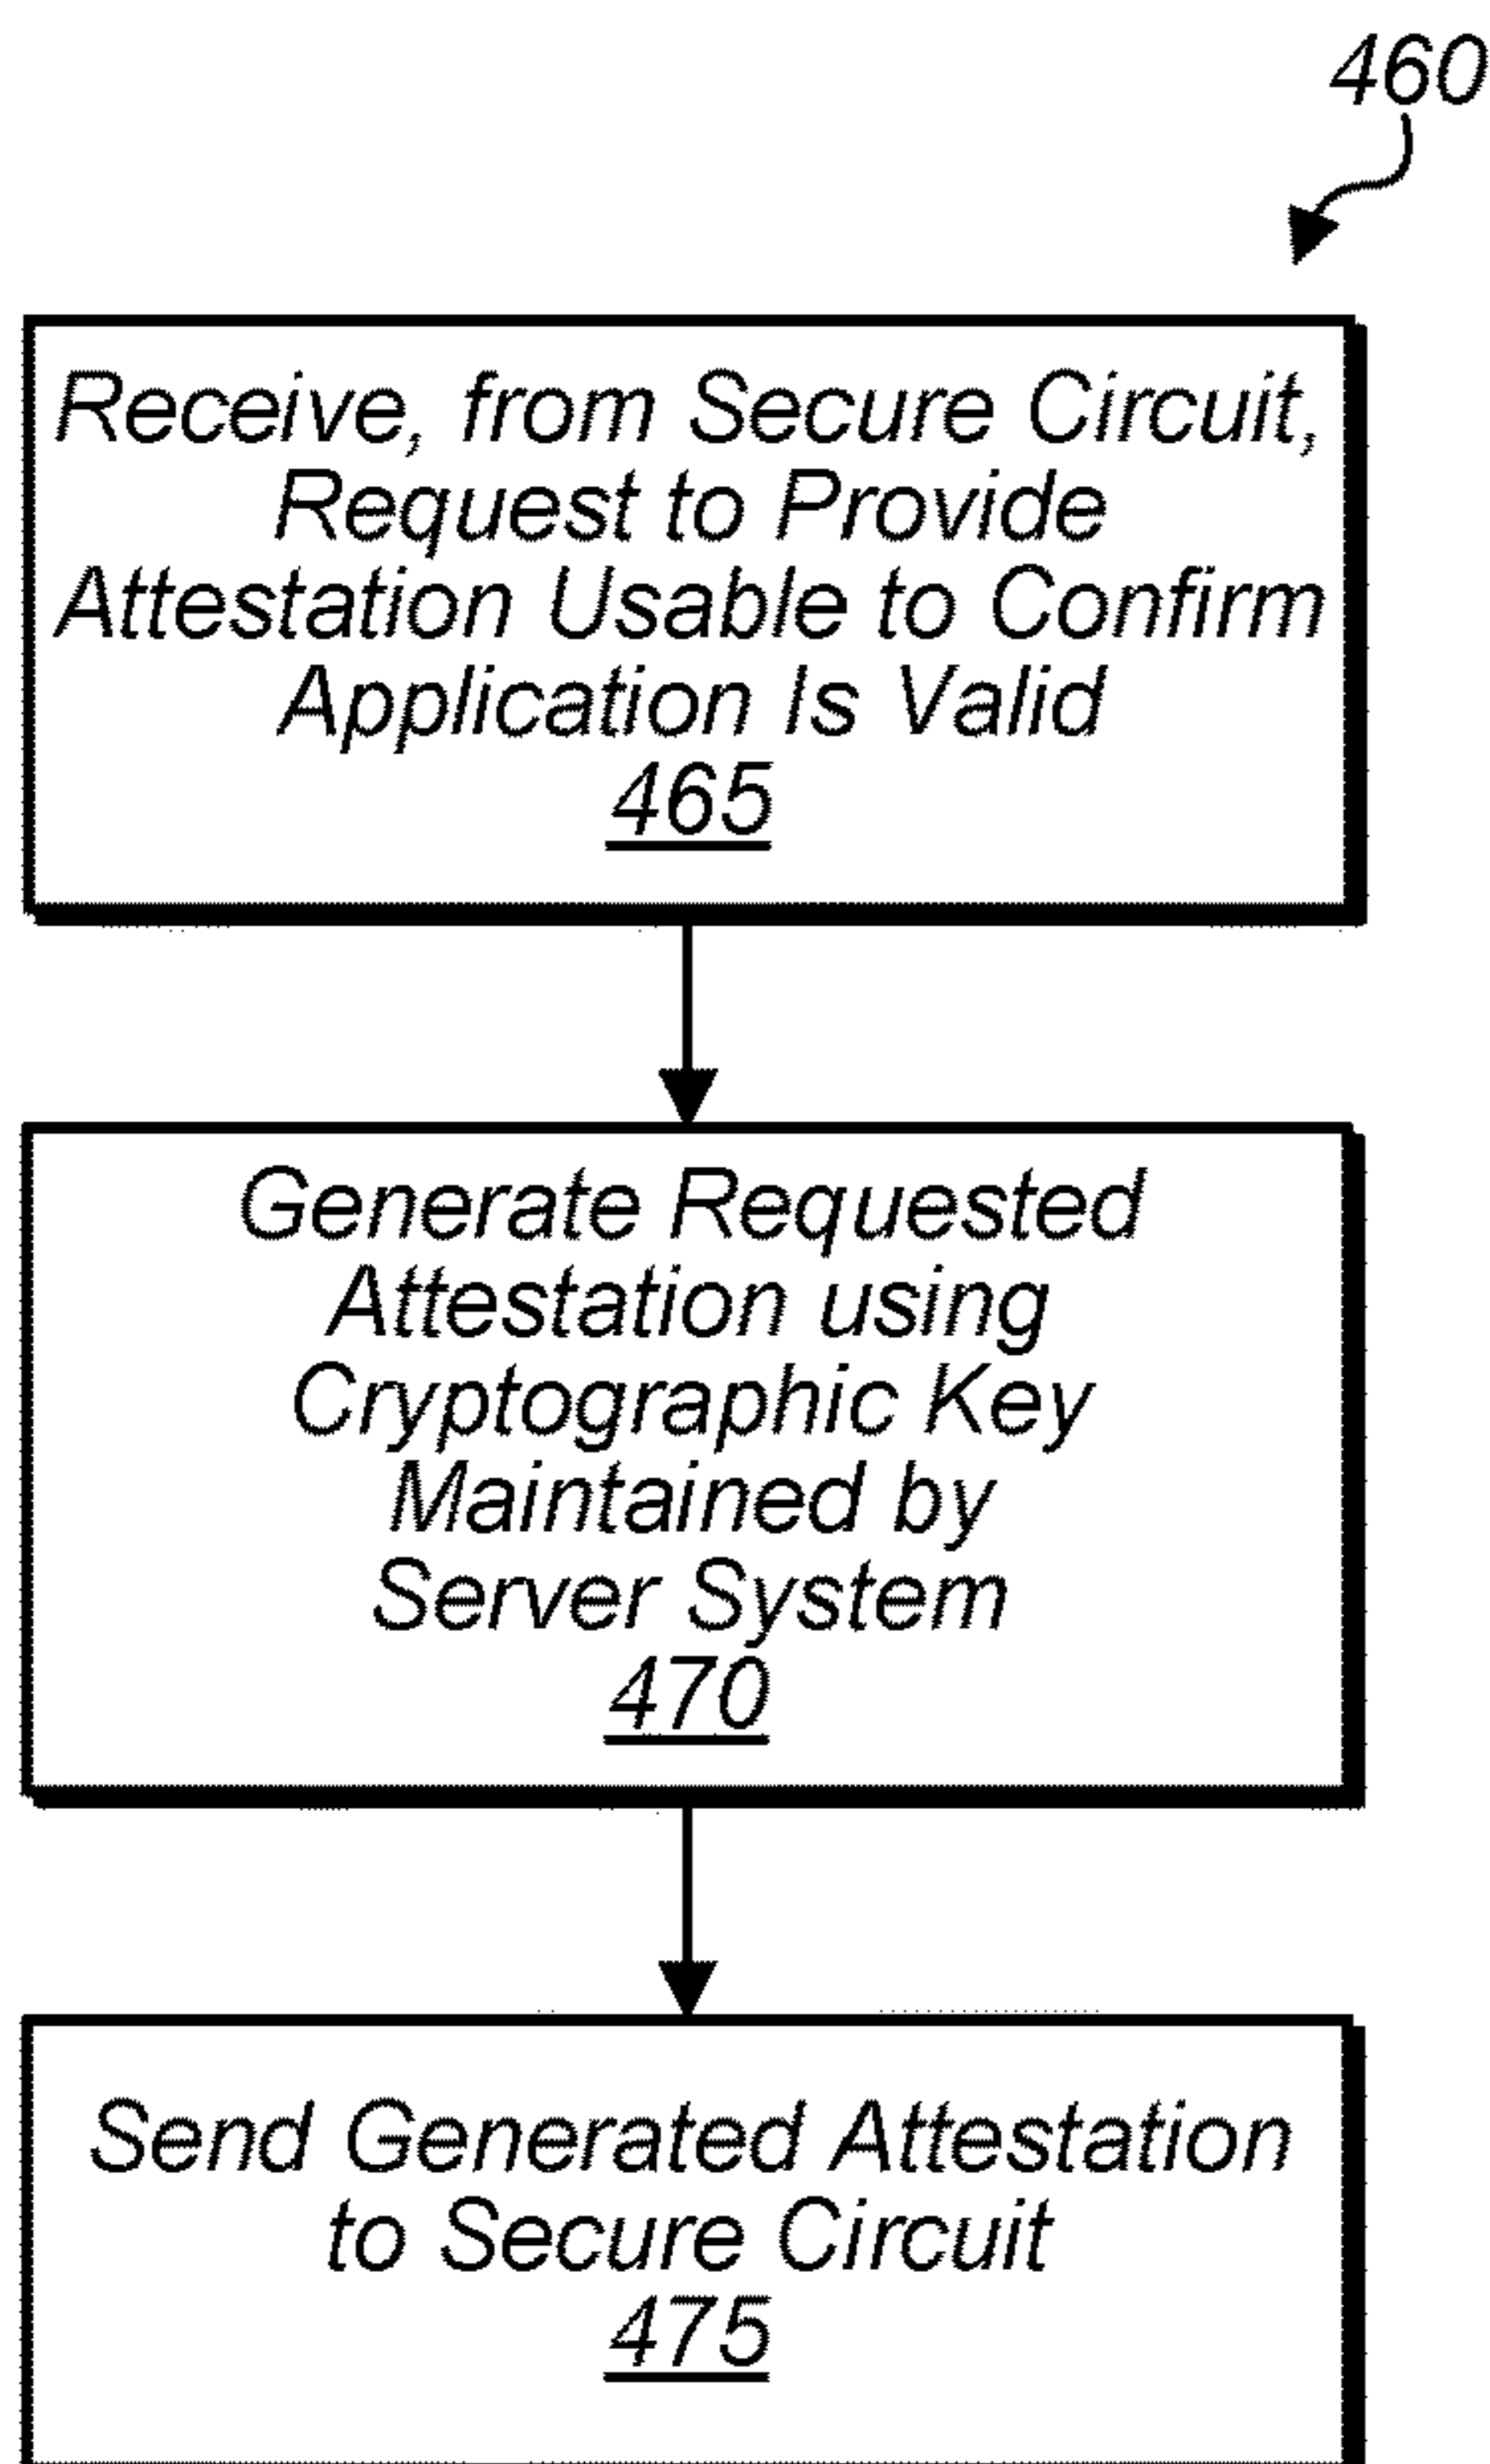 460
Receive, from Secure Circuit,
Request to Provide
Attestation Usable to Confirm
Application Is Valid
465
Generate Requested
Attestation using
Cryptographic Key
Maintained by
Server System
470
Send Generated Attestation
to Secure Circuit
475